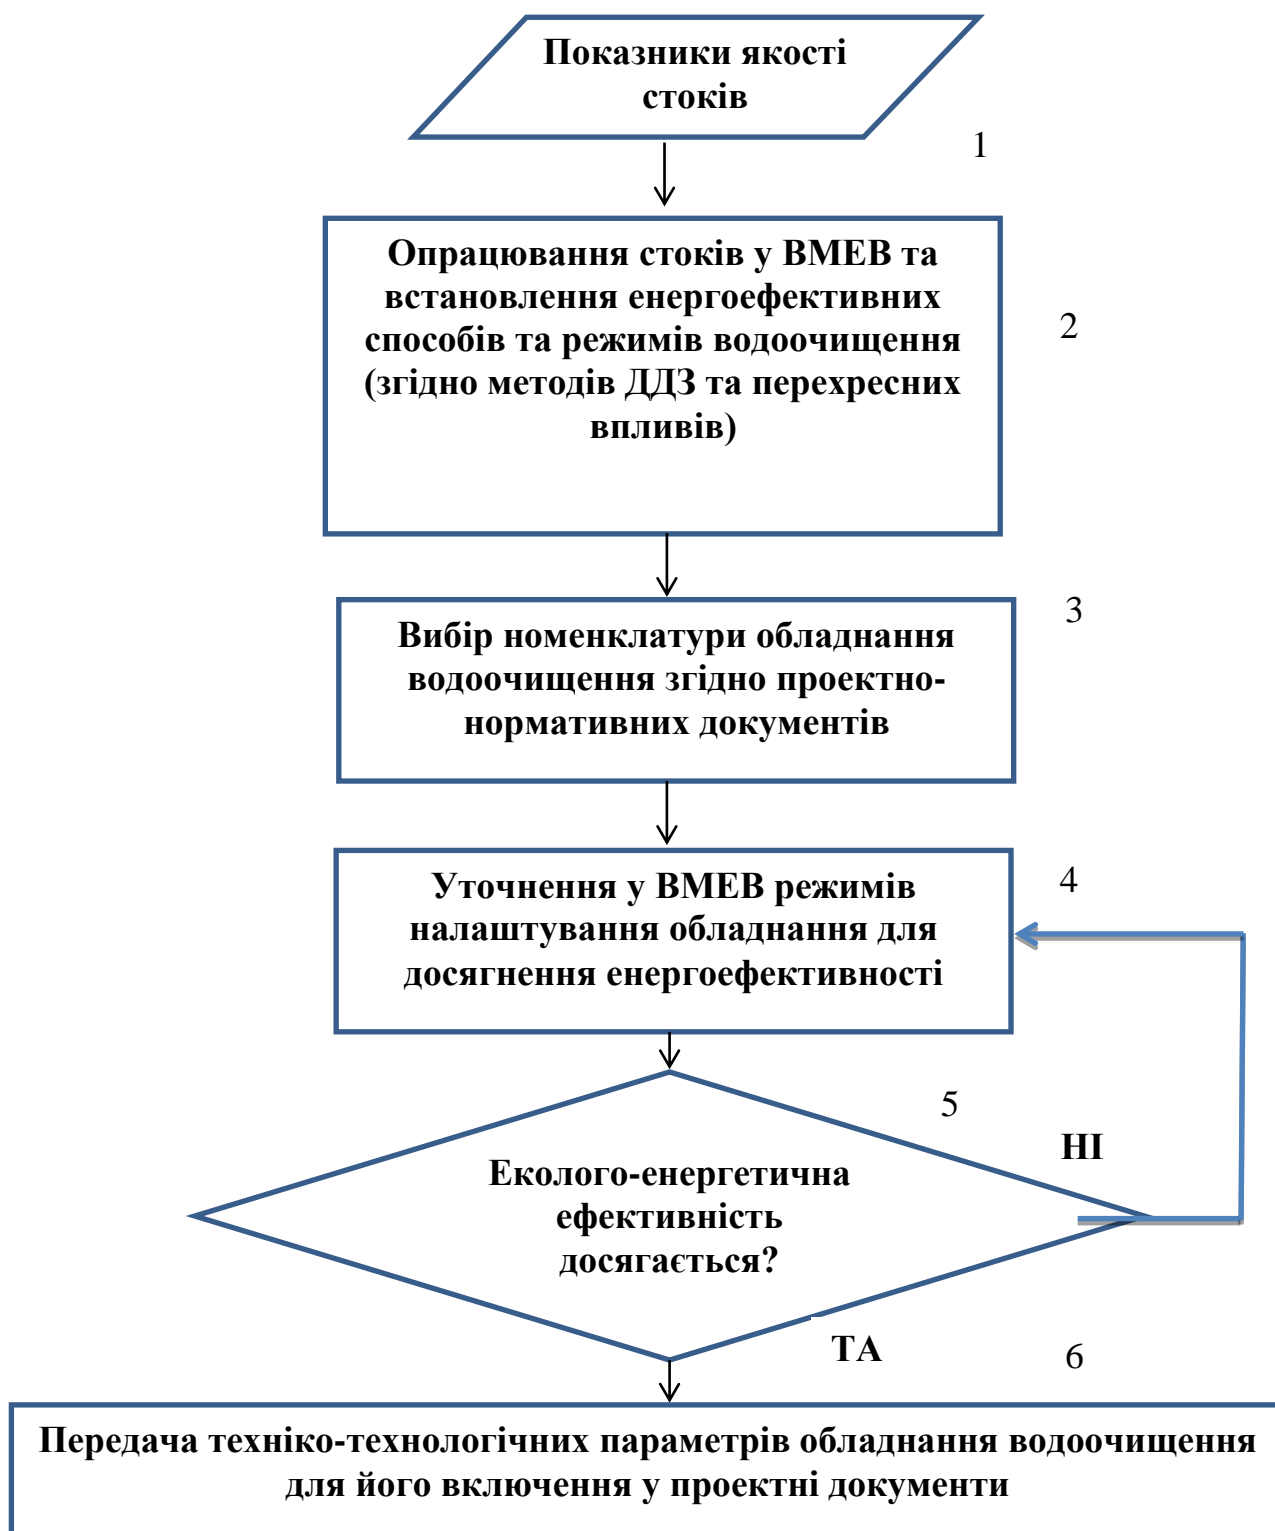 Показники якості
стоків
1
Опрацювання стоків у ВМЕВ та
встановлення енергоефективних
способів та режимів водоочищення
(згідно методів ДДЗ та перехресних
впливів)
2
3
Вибір номенклатури обладнання
водоочищення згідно проектно-
нормативних документів
4
Уточнення у ВМЕВ режимів
налаштування обладнання для
досягнення енергоефективності
5
НІ
Еколого-енергетична
ефективність
досягається?
ТА
6
Передача техніко-технологічних параметрів обладнання водоочищення
для його включення у проектні документи